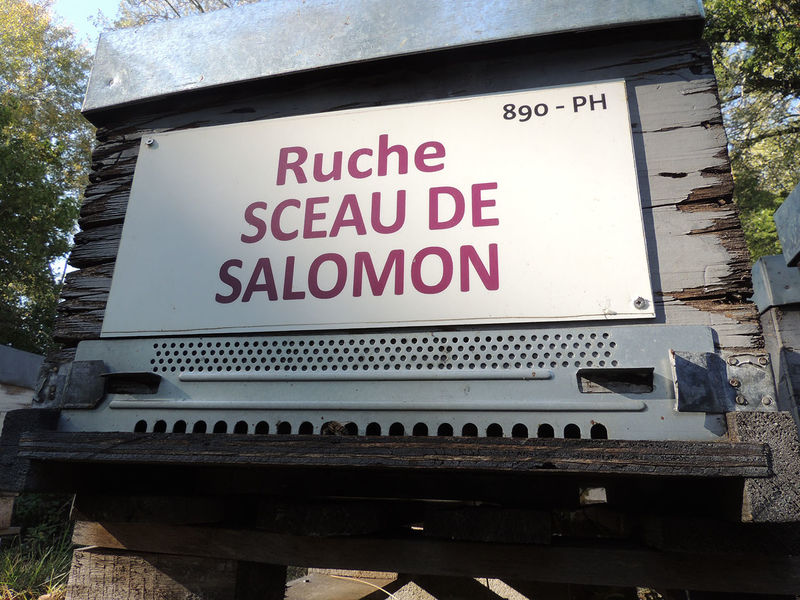 890 - PH
Ruche
SCEAU DE
SALOMON